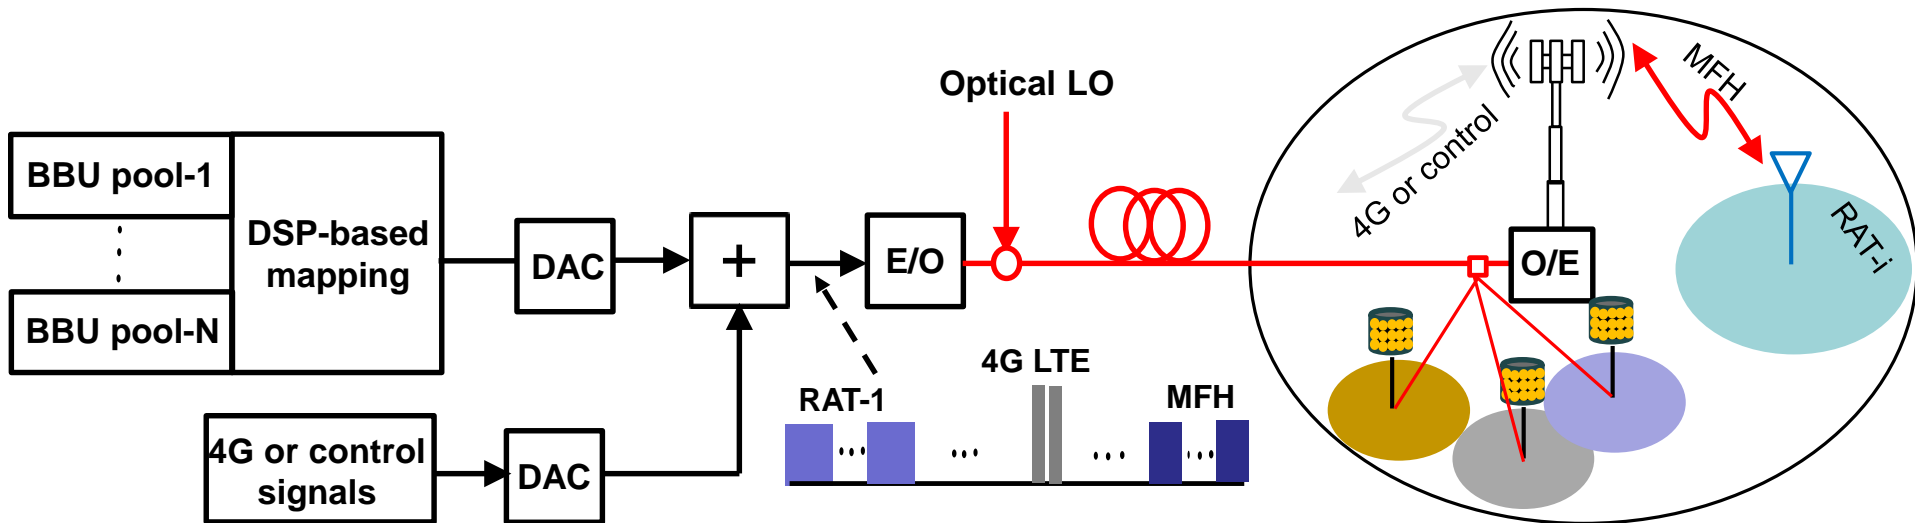 Optical LO
BBU pool-1
BBU pool-N
DSP-based
mapping
DAC
+
E/O
4G or control
signals
DAC
RAT-1
4G LTE
MFH
4G or control
MFH
RAT-i
O/E